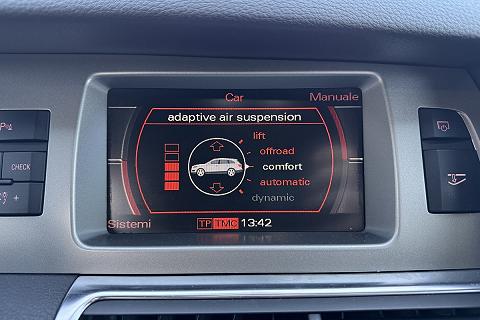 Car
Manuale
adaptive air suspension
lift
offroad
comfort
automatic
dynamic
Sistemi
TP TMC 13:42
P
CHECK
+